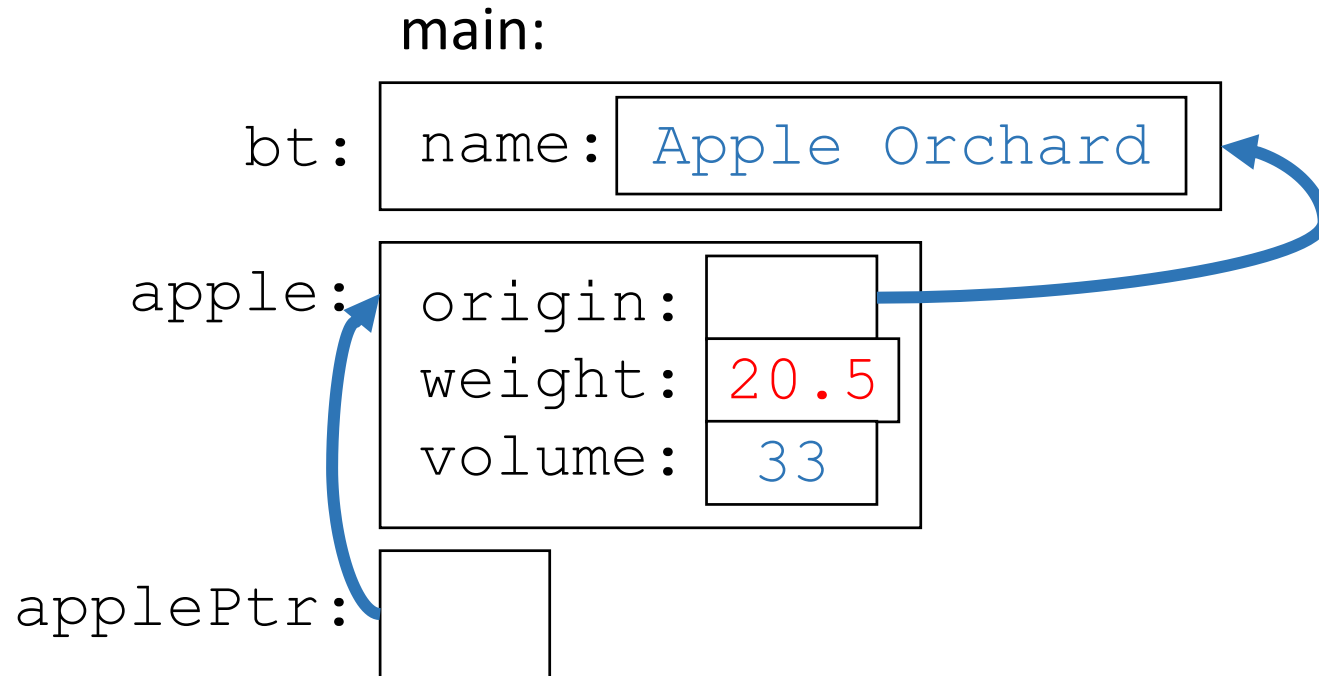 main:
bt: name: Apple Orchard
apple: origin:
weight: 20.5
volume: 33
applePtr: